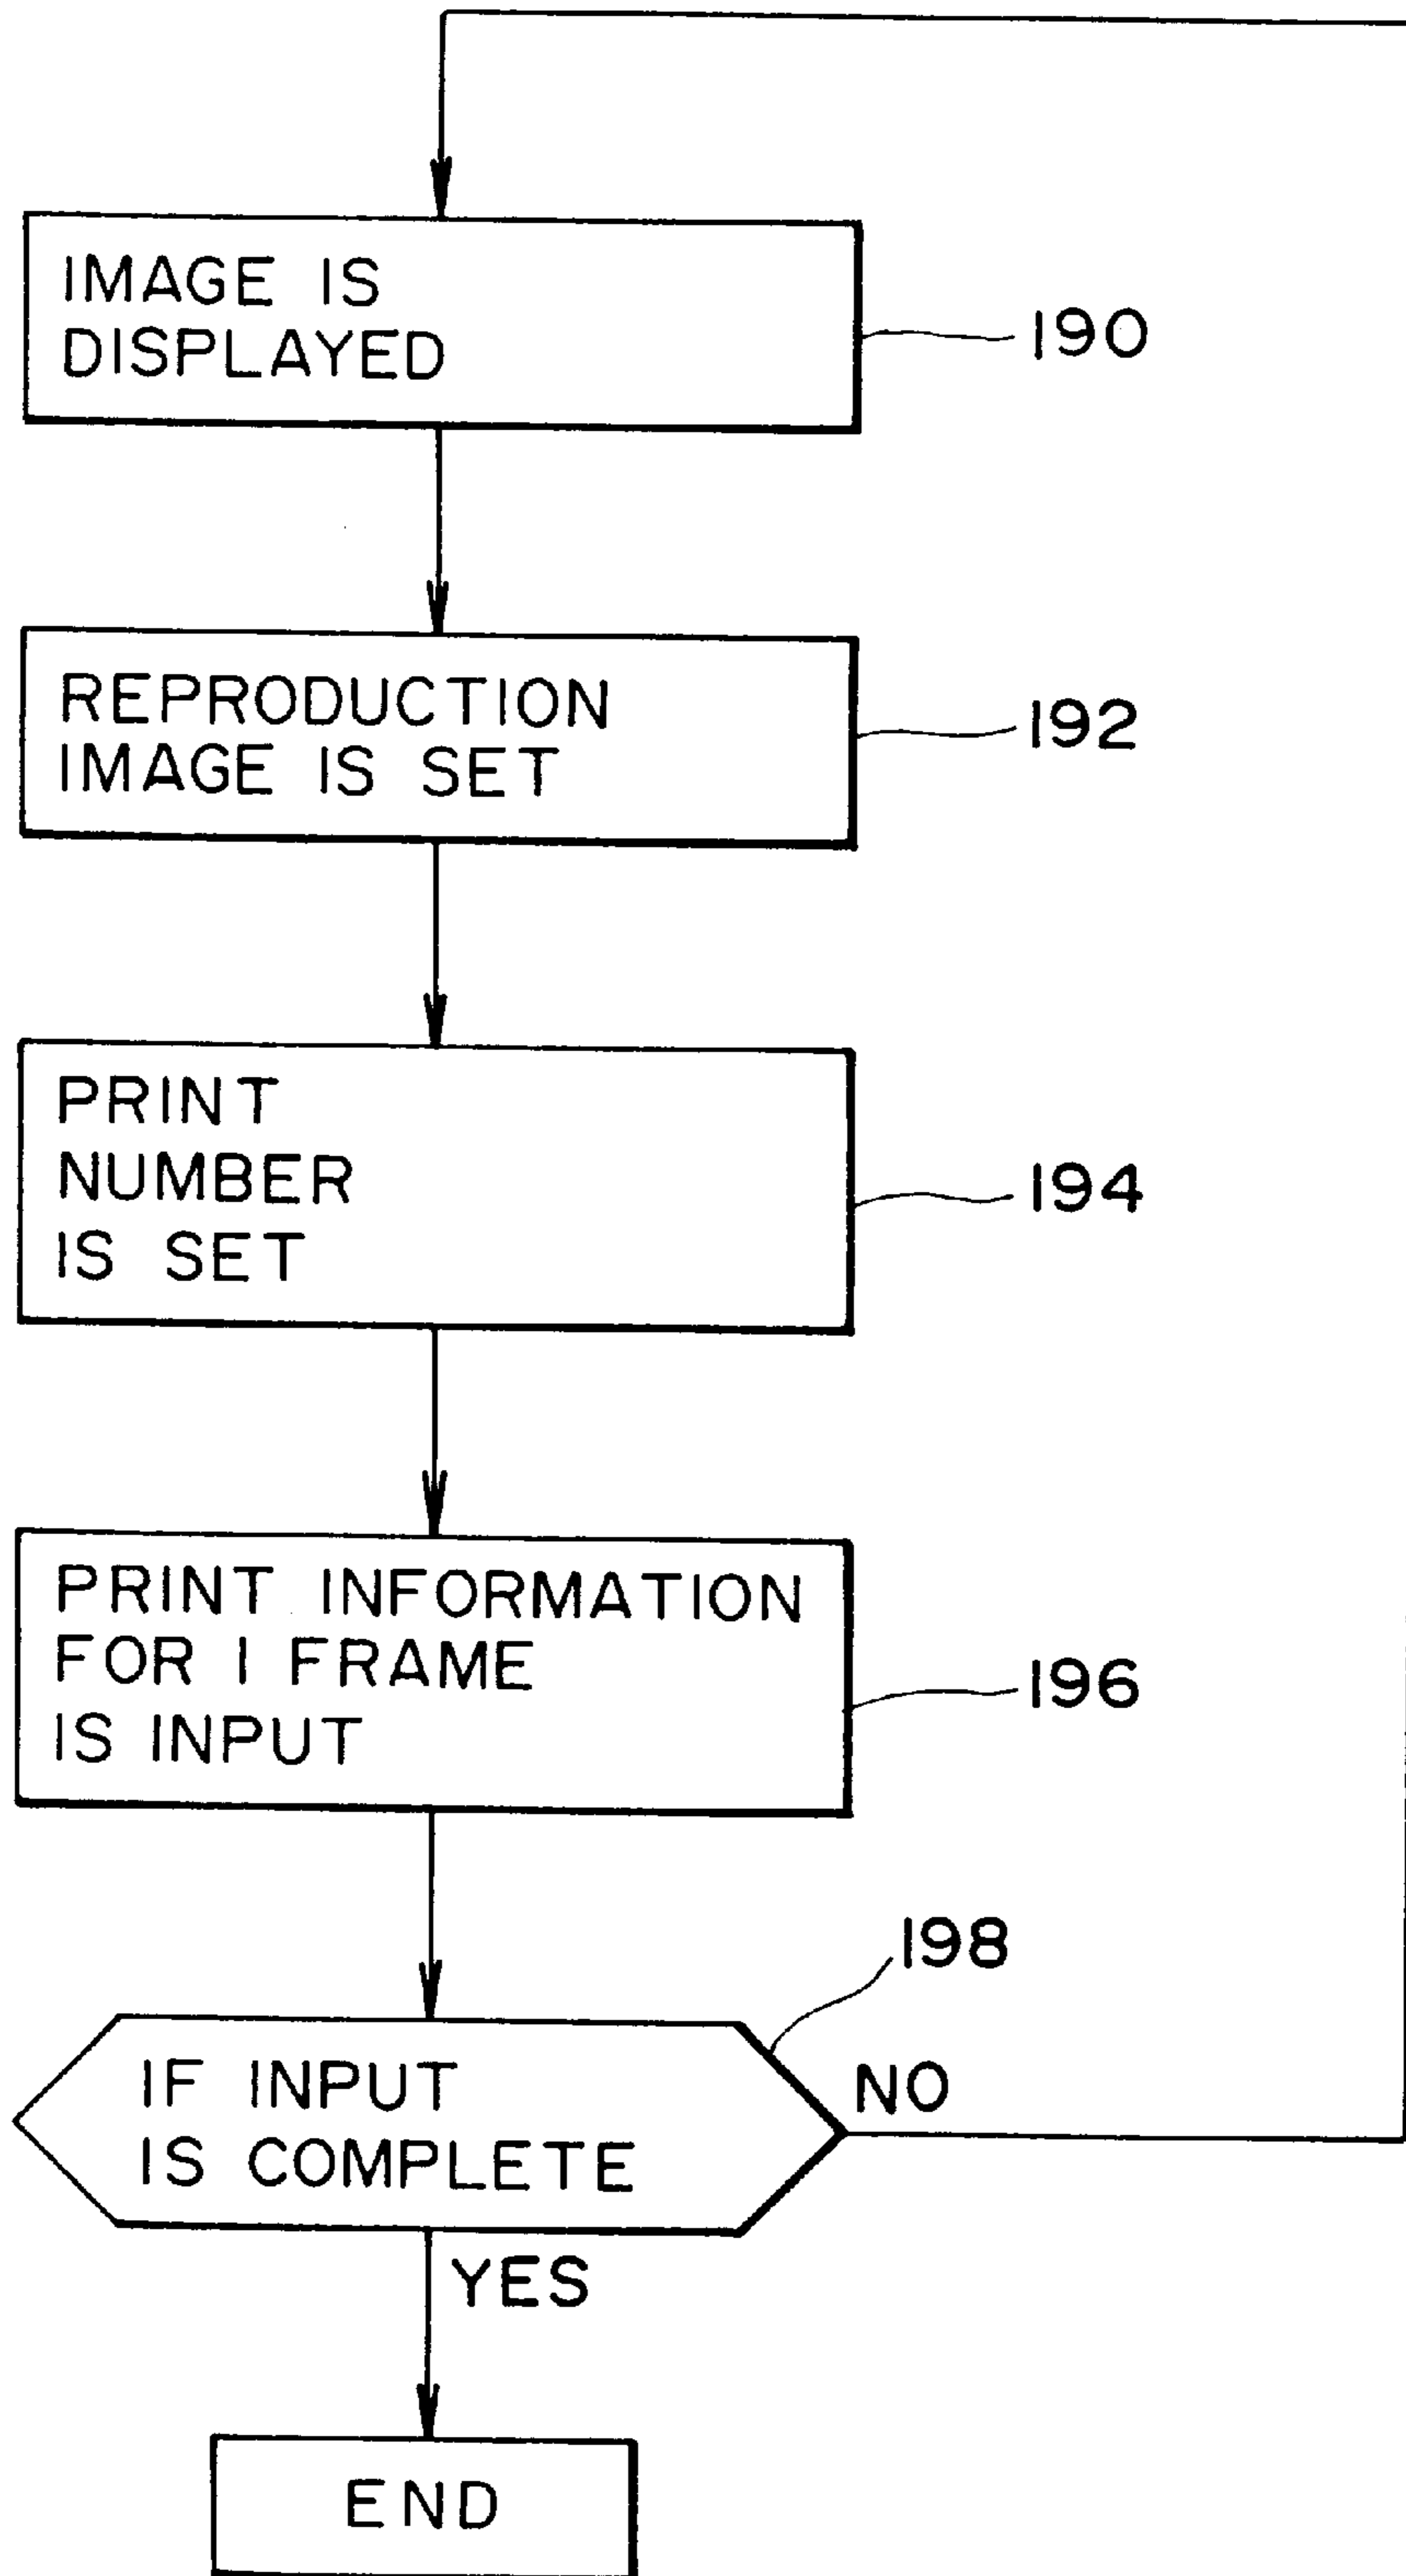 IMAGE IS
DISPLAYED
190
REPRODUCTION
IMAGE IS SET
192
PRINT
NUMBER
IS SET
194
PRINT INFORMATION
FOR 1 FRAME
IS INPUT
196
198
IF INPUT
IS COMPLETE
NO
YES
END